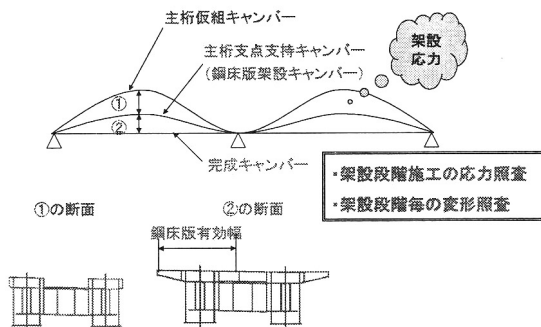 主桁仮組キャンバー
主桁支点支持キャンバー
(鋼床版架設キャンバー)
架設
応力
①
②
完成キャンバー
・架設段階施工の応力照査
・架設段階毎の変形照査
①の断面
②の断面
鋼床版有効幅